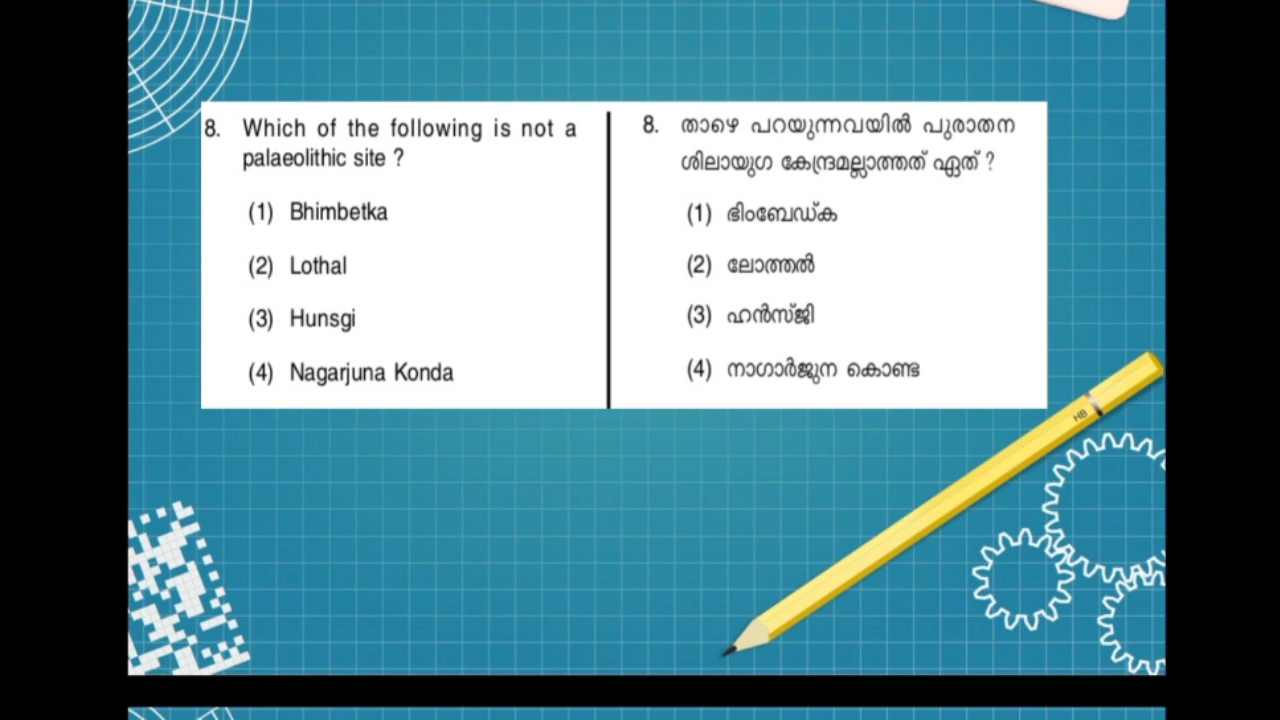 8. Which of the following is not a
palaeolithic site ?
(1) Bhimbetka
(2) Lothal
(3) Hunsgi
(4) Nagarjuna Konda
8. താഴെ പറയുന്നവയിൽ പുരാതന
ശിലായുഗ കേന്ദ്രമല്ലാത്തത് ഏത് ?
(1) ഭിംബേഡ്ക
(2) ലോത്തൽ
(3) ഹൻസ്ജി
(4) നാഗാർജുന കൊണ്ട
HB